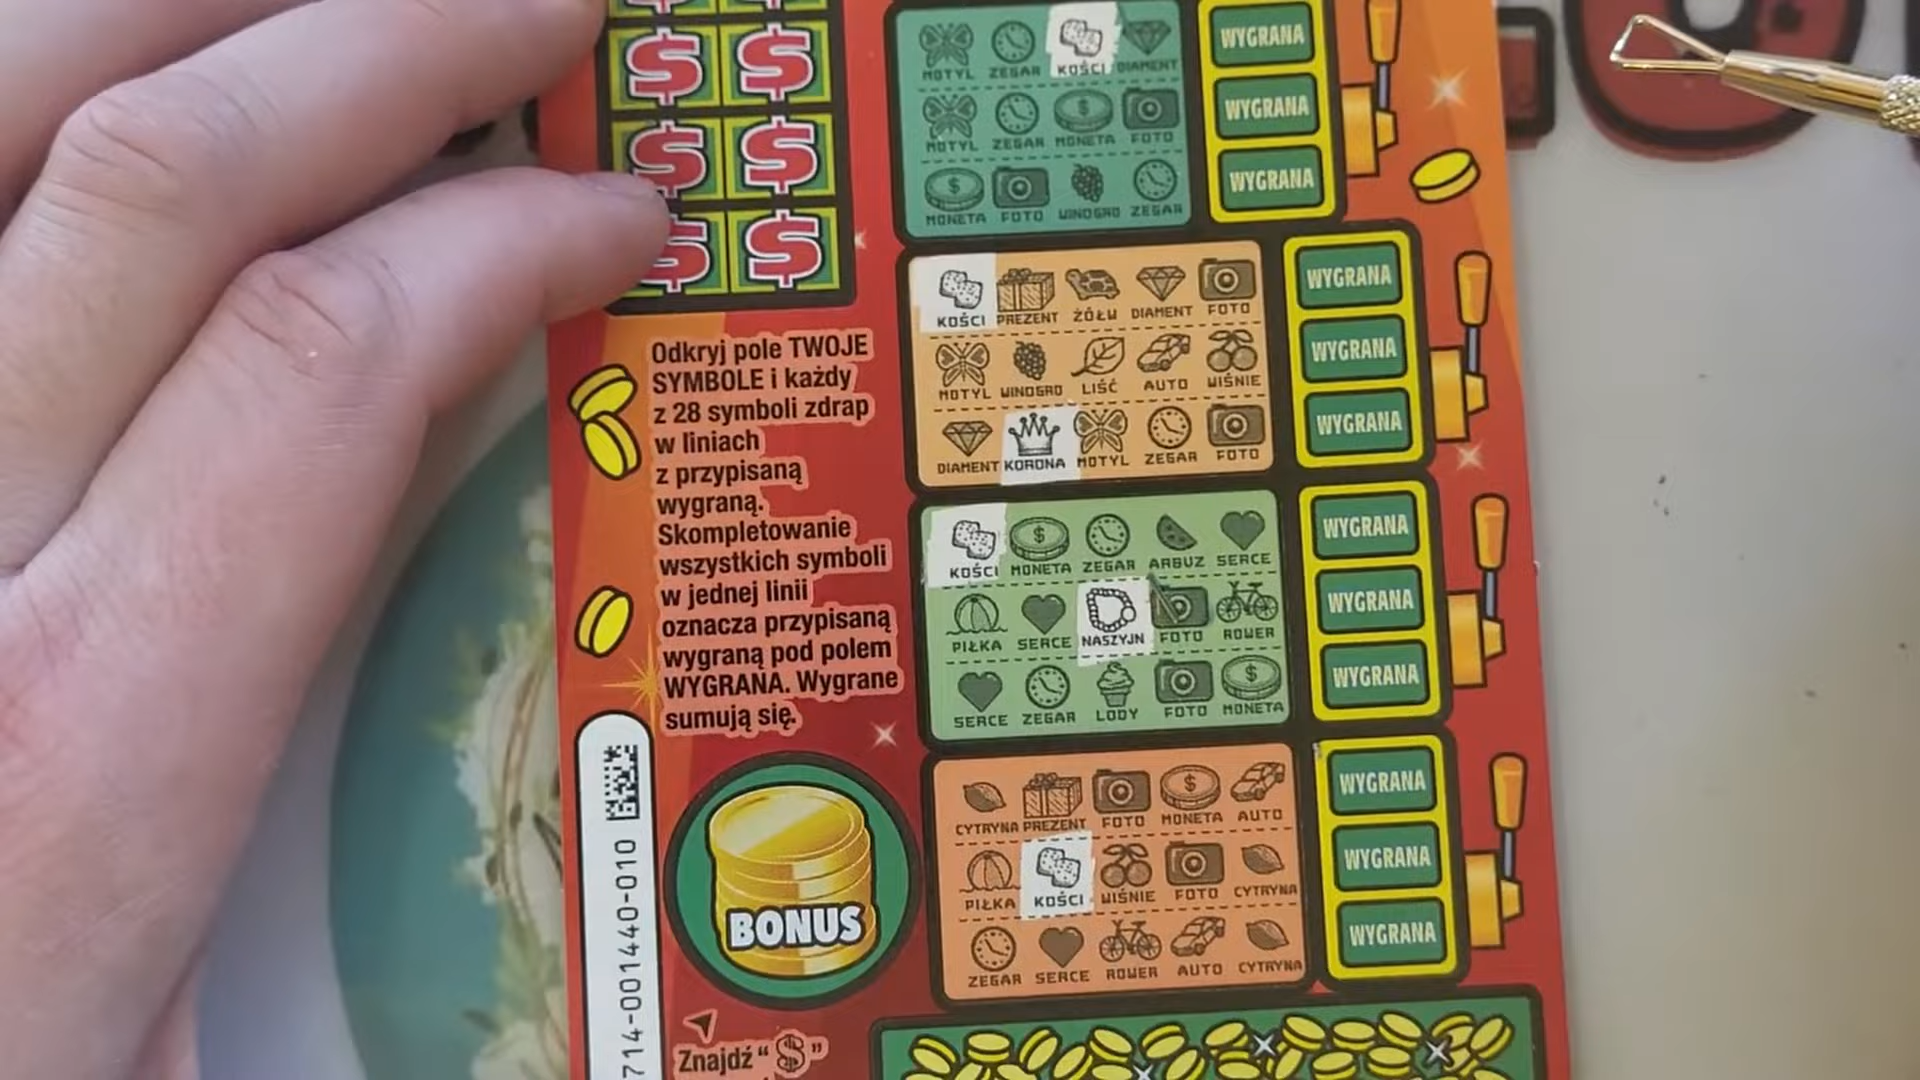 MOTYL ZEGAR KOŚCI DIAMENT
MOTYL ZEGAR MONETA FOTO
MONETA FOTO WINOGRO ZEGAR
WYGRANA
WYGRANA
WYGRANA
KOŚCI PREZENT ŻÓŁW DIAMENT FOTO
MOTYL WINOGRO LIŚĆ AUTO WIŚNIE
DIAMENT KORONA MOTYL ZEGAR FOTO
WYGRANA
WYGRANA
WYGRANA
Odkryj pole TWOJE
SYMBOLE i każdy
z 28 symboli zdrap
w liniach
z przypisaną
wygraną.
Skompletowanie
wszystkich symboli
w jednej linii
oznacza przypisaną
wygraną pod polem
WYGRANA. Wygrane
sumują się.
KOŚCI MONETA ZEGAR ARBUZ SERCE
PIŁKA SERCE NASZYJN FOTO ROWER
SERCE ZEGAR LODY FOTO MONETA
WYGRANA
WYGRANA
WYGRANA
CYTRYNA PREZENT FOTO MONETA AUTO
PIŁKA KOŚCI WIŚNIE FOTO CYTRYNA
ZEGAR SERCE ROWER AUTO CYTRYNA
WYGRANA
WYGRANA
WYGRANA
714-001440-010
BONUS
Znajdź "$"